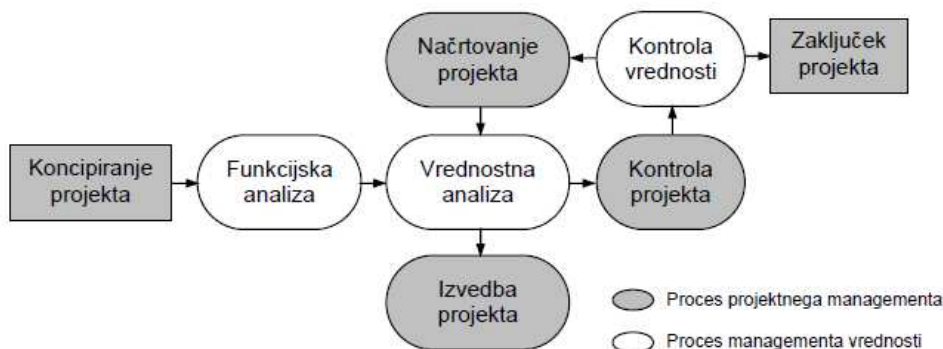 Načrtovanje
projekta
Kontrola
vrednosti
Zaključek
projekta
Koncipiranje
projekta
Funkcijska
analiza
Vrednostna
analiza
Kontrola
projekta
Izvedba
projekta
Proces projektnega managementa
Proces managementa vrednosti